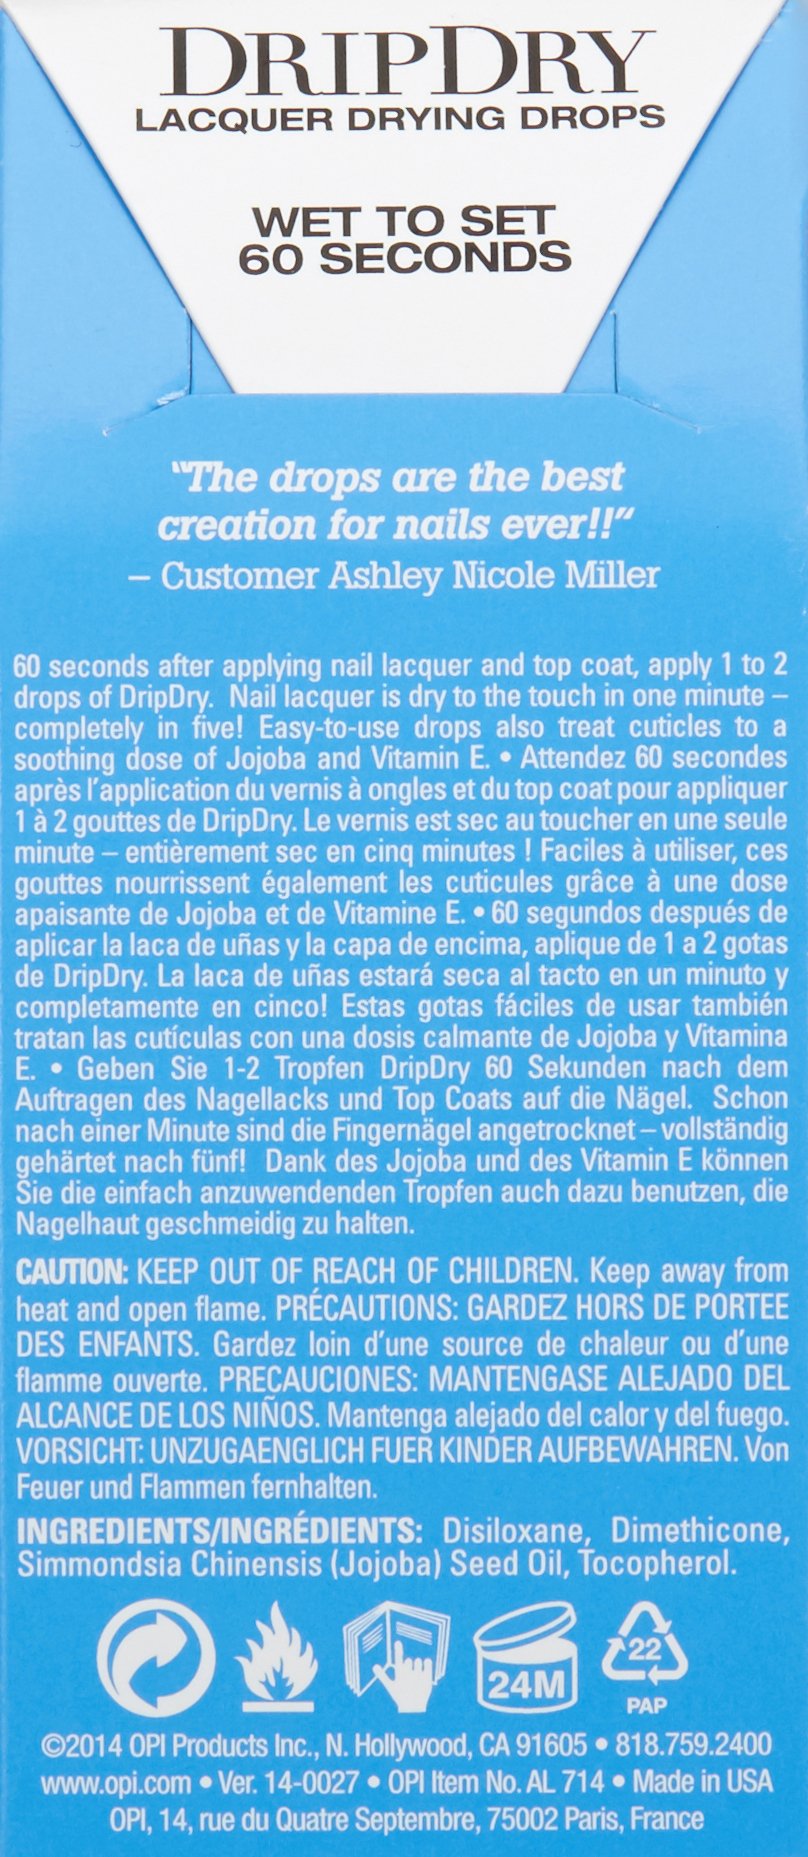 DRIPDRY
LACQUER DRYING DROPS
WET TO SET
60 SECONDS
"The drops are the best
creation for nails ever!!"
– Customer Ashley Nicole Miller
60 seconds after applying nail lacquer and top coat, apply 1 to 2
drops of DripDry. Nail lacquer is dry to the touch in one minute –
completely in five! Easy-to-use drops also treat cuticles to a
soothing dose of Jojoba and Vitamin E. • Attendez 60 secondes
après l'application du vernis à ongles et du top coat pour appliquer
1 à 2 gouttes de DripDry. Le vernis est sec au toucher en une seule
minute – entièrement sec en cinq minutes ! Faciles à utiliser, ces
gouttes nourrissent également les cuticules grâce à une dose
apaisante de Jojoba et de Vitamine E. • 60 segundos después de
aplicar la laca de uñas y la capa de encima, aplique de 1 a 2 gotas
de DripDry. La laca de uñas estará seca al tacto en un minuto y
completamente en cinco! Estas gotas fáciles de usar también
tratan las cutículas con una dosis calmante de Jojoba y Vitamina
E. • Geben Sie 1-2 Tropfen DripDry 60 Sekunden nach dem
Auftragen des Nagellacks und Top Coats auf die Nägel. Schon
nach einer Minute sind die Fingernägel angetrocknet – vollständig
gehärtet nach fünf! Dank des Jojoba und des Vitamin E können
Sie die einfach anzuwendenden Tropfen auch dazu benutzen, die
Nagelhaut geschmeidig zu halten.
CAUTION: KEEP OUT OF REACH OF CHILDREN. Keep away from
heat and open flame. PRÉCAUTIONS: GARDEZ HORS DE PORTEE
DES ENFANTS. Gardez loin d'une source de chaleur ou d'une
flamme ouverte. PRECAUCIONES: MANTENGASE ALEJADO DEL
ALCANCE DE LOS NIÑOS. Mantenga alejado del calor y del fuego.
VORSICHT: UNZUGAENGLICH FUER KINDER AUFBEWAHREN. Von
Feuer und Flammen fernhalten.
INGREDIENTS/INGRÉDIENTS: Disiloxane, Dimethicone,
Simmondsia Chinensis (Jojoba) Seed Oil, Tocopherol.
24M
22
PAP
©2014 OPI Products Inc., N. Hollywood, CA 91605 • 818.759.2400
www.opi.com • Ver. 14-0027 • OPI Item No. AL 714 • Made in USA
OPI, 14, rue du Quatre Septembre, 75002 Paris, France